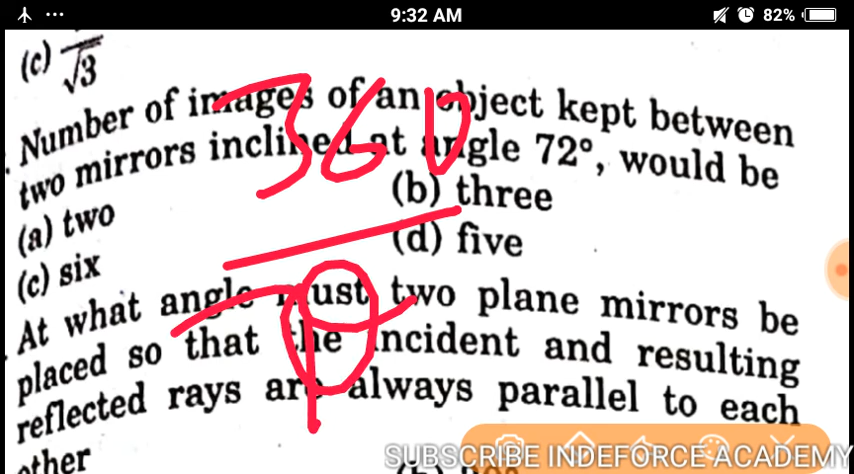 9:32 AM
82%
(c) √3
Number of images of an object kept between
two mirrors inclined at angle 72°, would be
(a) two
(b) three
(c) six
(d) five
360
At what angle must two plane mirrors be
placed so that the incident and resulting
reflected rays are always parallel to each
other
SUBSCRIBE INDEFORCE ACADEMY